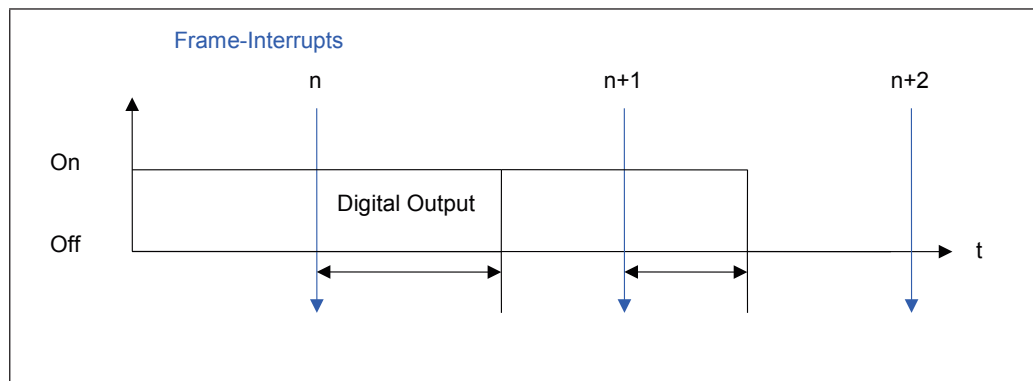 Frame-Interrupts
n n+1 n+2
On
Digital Output
Off
t